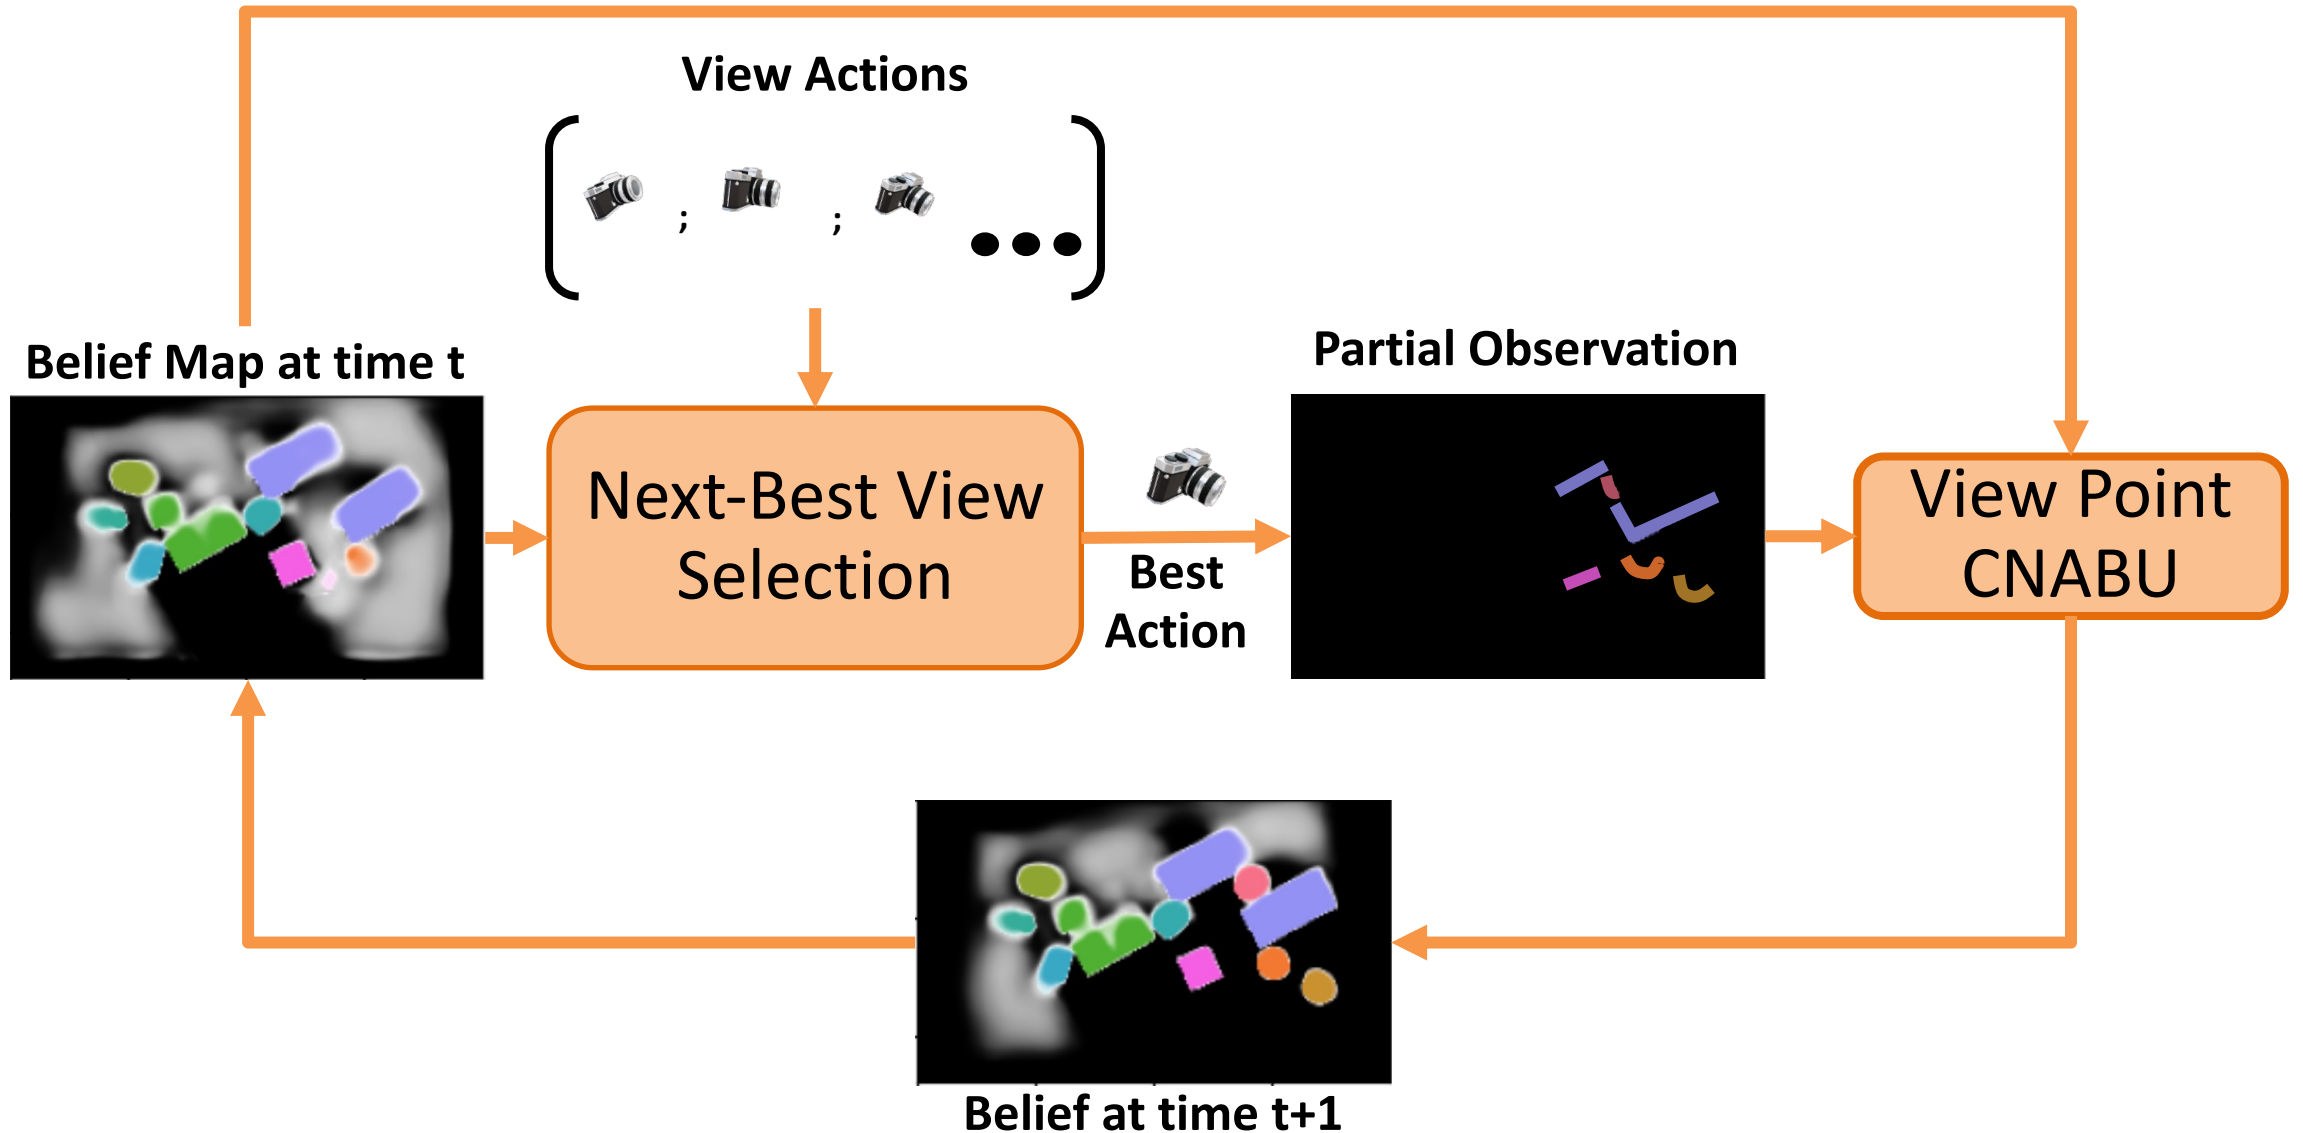 View Actions
; ;
Belief Map at time t
Partial Observation
Next-Best View
Selection
Best
Action
View Point
CNABU
Belief at time t+1